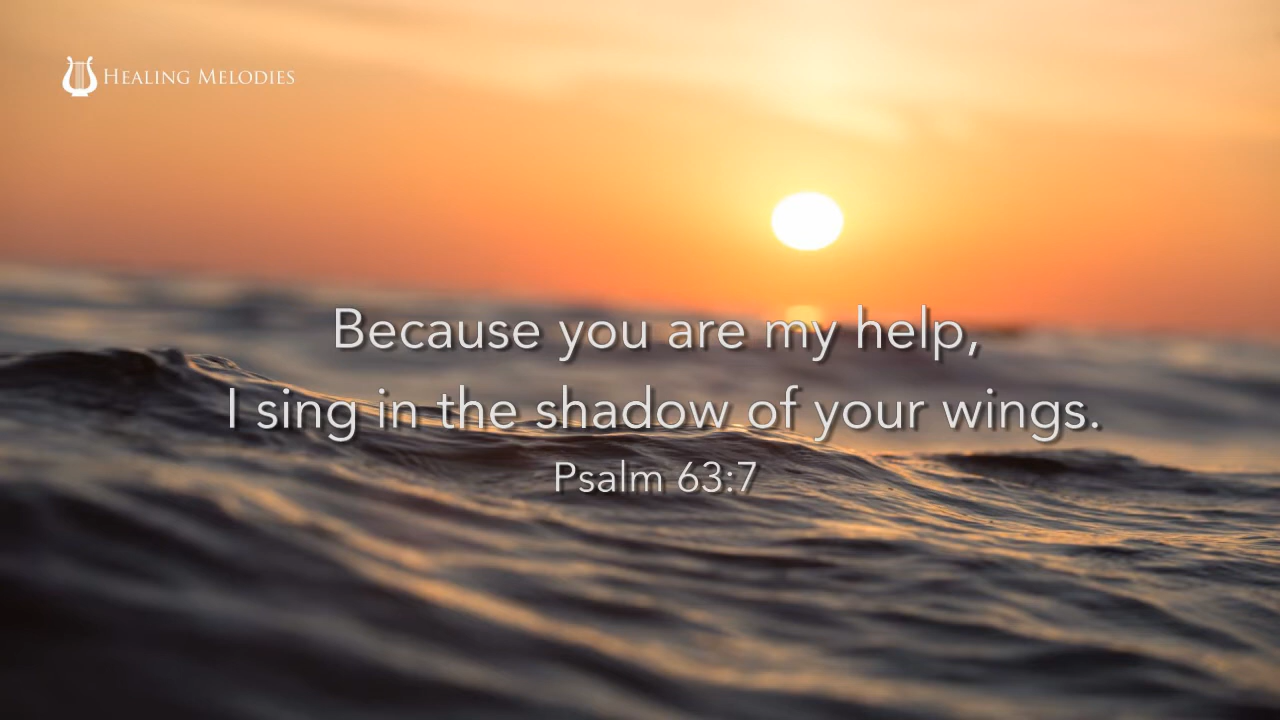 Healing Melodies
Because you are my help,
I sing in the shadow of your wings.
Psalm 63:7